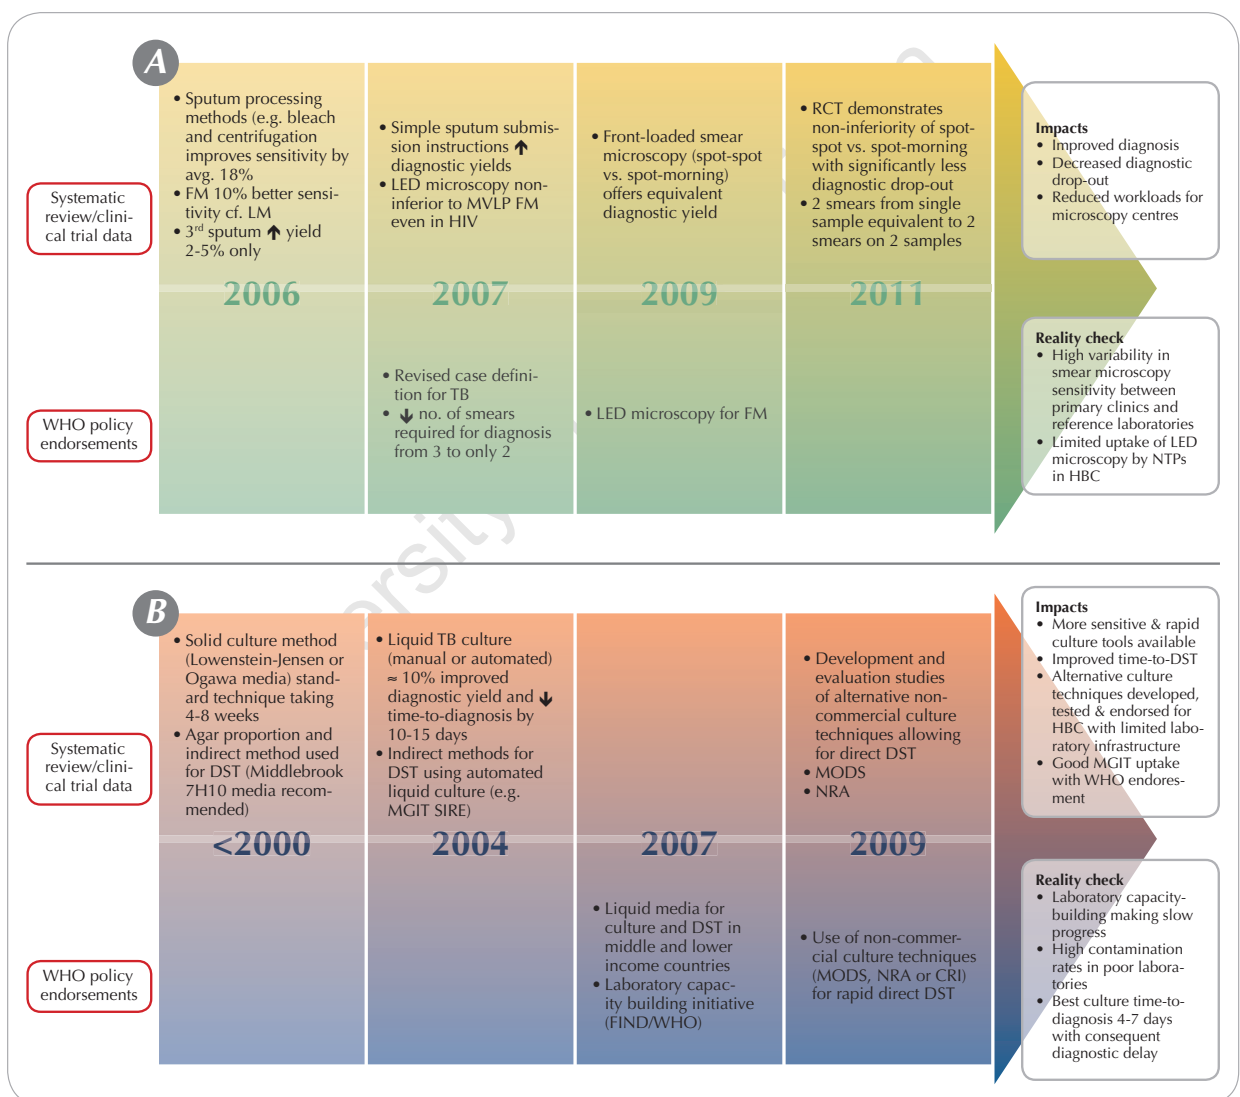 A
Systematic
review/clini-
cal trial data
• Sputum processing
methods (e.g. bleach
and centrifugation
improves sensitivity by
avg. 18%
• FM 10% better sensi-
tivity cf. LM
• 3rd sputum ↑ yield
2-5% only
2006
• Simple sputum submis-
sion instructions ↑
diagnostic yields
• LED microscopy non-
inferior to MVLP FM
even in HIV
2007
• Front-loaded smear
microscopy (spot-spot
vs. spot-morning)
offers equivalent
diagnostic yield
2009
• RCT demonstrates
non-inferiority of spot-
spot vs. spot-morning
with significantly less
diagnostic drop-out
• 2 smears from single
sample equivalent to 2
smears on 2 samples
2011
Impacts
• Improved diagnosis
• Decreased diagnostic
drop-out
• Reduced workloads for
microscopy centres
WHO policy
endorsements
• Revised case defini-
tion for TB
• ↓ no. of smears
required for diagnosis
from 3 to only 2
• LED microscopy for FM
Reality check
• High variability in
smear microscopy
sensitivity between
primary clinics and
reference laboratories
• Limited uptake of LED
microscopy by NTPs
in HBC
B
Systematic
review/clini-
cal trial data
• Solid culture method
(Lowenstein-Jensen or
Ogawa media) stand-
ard technique taking
4-8 weeks
• Agar proportion and
indirect method used
for DST (Middlebrook
7H10 media recom-
mended)
<2000
• Liquid TB culture
(manual or automated)
≈ 10% improved
diagnostic yield and ↓
time-to-diagnosis by
10-15 days
• Indirect methods for
DST using automated
liquid culture (e.g.
MGIT SIRE)
2004
2007
• Development and
evaluation studies
of alternative non-
commercial culture
techniques allowing
for direct DST
• MODS
• NRA
2009
Impacts
• More sensitive & rapid
culture tools available
• Improved time-to-DST
• Alternative culture
techniques developed,
tested & endorsed for
HBC with limited labo-
ratory infrastructure
• Good MGIT uptake
with WHO endores-
ment
WHO policy
endorsements
• Liquid media for
culture and DST in
middle and lower
income countries
• Laboratory capac-
ity building initiative
(FIND/WHO)
• Use of non-commer-
cial culture techniques
(MODS, NRA or CRI)
for rapid direct DST
Reality check
• Laboratory capacity-
building making slow
progress
• High contamination
rates in poor labora-
tories
• Best culture time-to-
diagnosis 4-7 days
with consequent
diagnostic delay